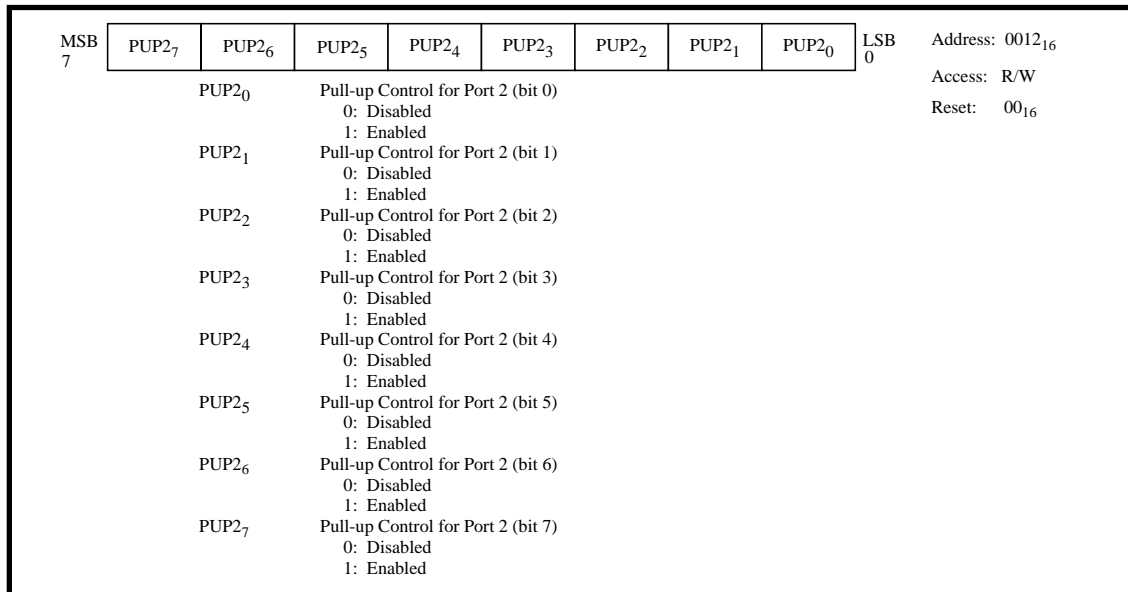 MSB 7 PUP2₇ PUP2₆ PUP2₅ PUP2₄ PUP2₃ PUP2₂ PUP2₁ PUP2₀ LSB 0
Address: 0012₁₆
Access: R/W
Reset: 00₁₆
PUP2₀ Pull-up Control for Port 2 (bit 0)
0: Disabled
1: Enabled
PUP2₁ Pull-up Control for Port 2 (bit 1)
0: Disabled
1: Enabled
PUP2₂ Pull-up Control for Port 2 (bit 2)
0: Disabled
1: Enabled
PUP2₃ Pull-up Control for Port 2 (bit 3)
0: Disabled
1: Enabled
PUP2₄ Pull-up Control for Port 2 (bit 4)
0: Disabled
1: Enabled
PUP2₅ Pull-up Control for Port 2 (bit 5)
0: Disabled
1: Enabled
PUP2₆ Pull-up Control for Port 2 (bit 6)
0: Disabled
1: Enabled
PUP2₇ Pull-up Control for Port 2 (bit 7)
0: Disabled
1: Enabled